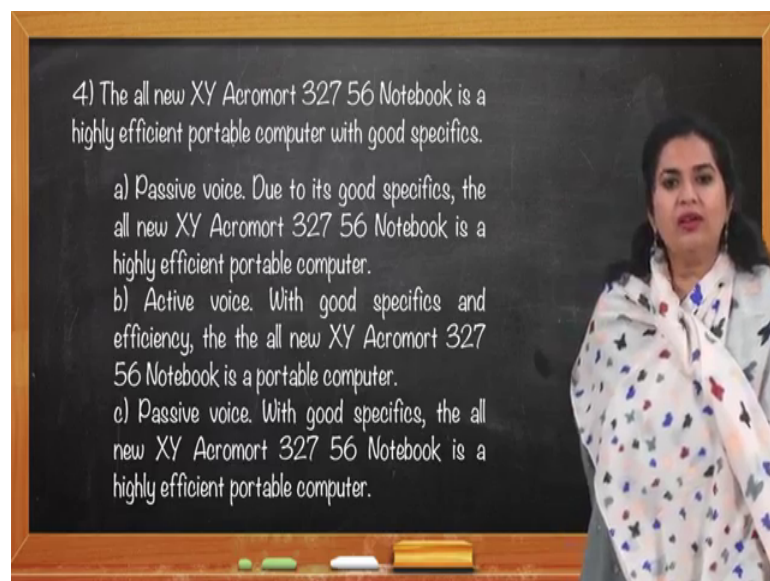 4) The all new XY Acromort 327 56 Notebook is a
highly efficient portable computer with good specifics.
a) Passive voice. Due to its good specifics, the
all new XY Acromort 327 56 Notebook is a
highly efficient portable computer.
b) Active voice. With good specifics and
efficiency, the the all new XY Acromort 327
56 Notebook is a portable computer.
c) Passive voice. With good specifics, the all
new XY Acromort 327 56 Notebook is a
highly efficient portable computer.